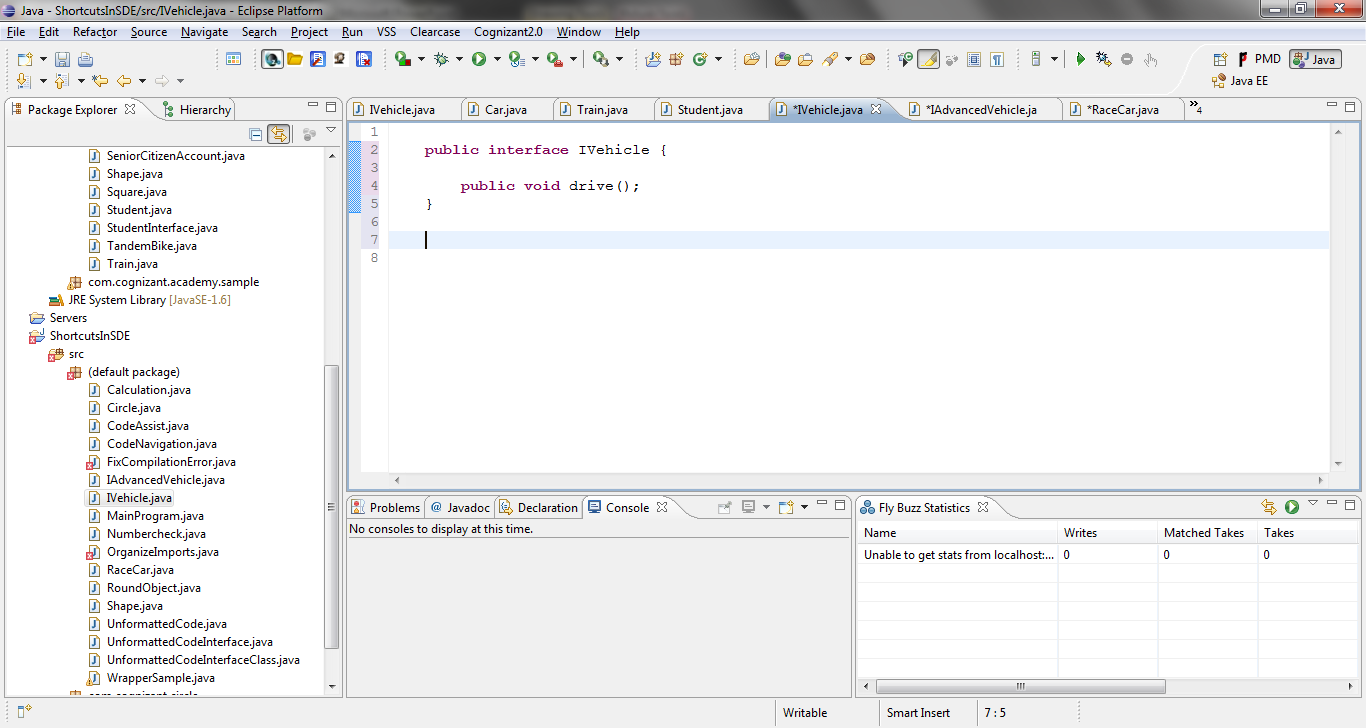 Java - ShortcutsInSDE/src/IVehicle.java - Eclipse Platform
File Edit Refactor Source Navigate Search Project Run VSS Clearcase Cognizant2.0 Window Help
PMD Java
Java EE
Package Explorer Hierarchy
SeniorCitizenAccount.java
Shape.java
Square.java
Student.java
StudentInterface.java
TandemBike.java
Train.java
com.cognizant.academy.sample
JRE System Library [JavaSE-1.6]
Servers
ShortcutsInSDE
src
(default package)
Calculation.java
Circle.java
CodeAssist.java
CodeNavigation.java
FixCompilationError.java
IAdvancedVehicle.java
IVehicle.java
MainProgram.java
Numbercheck.java
OrganizeImports.java
RaceCar.java
RoundObject.java
Shape.java
UnformattedCode.java
UnformattedCodeInterface.java
UnformattedCodeInterfaceClass.java
WrapperSample.java
IVehicle.java Car.java Train.java Student.java *IVehicle.java *IAdvancedVehicle.ja *RaceCar.java »4
1
2 public interface IVehicle {
3
4 public void drive();
5 }
6
7
8
Problems @ Javadoc Declaration Console
No consoles to display at this time.
Fly Buzz Statistics
Name Writes Matched Takes Takes
Unable to get stats from localhost:... 0 0 0
Writable Smart Insert 7 : 5